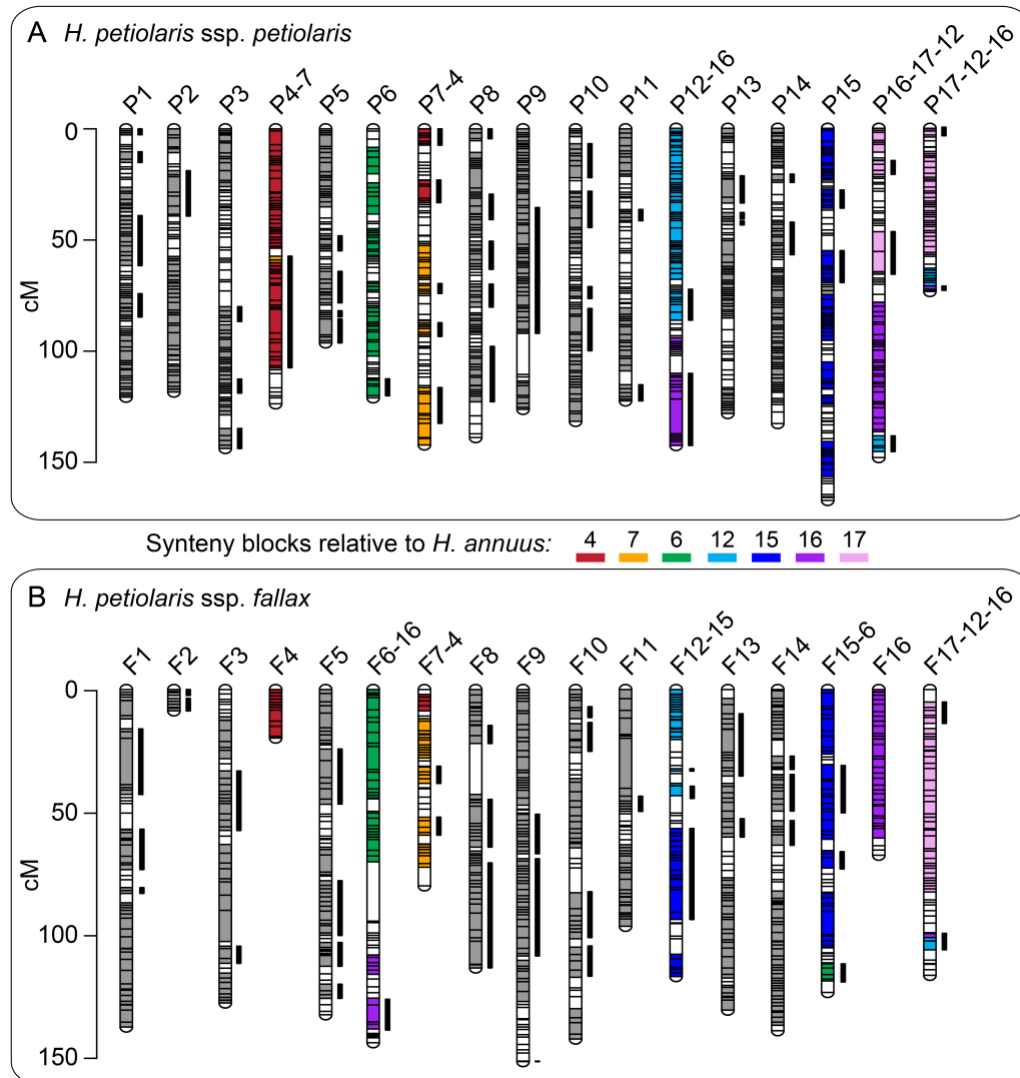 A H. petiolaris ssp. petiolaris
P1 P2 P3 P4-7 P5 P6 P7-4 P8 P9 P10 P11 P12-16 P13 P14 P15 P16-17-12 P17-12-16
0
50
100
150
cM
Synteny blocks relative to H. annuus: 4 7 6 12 15 16 17
B H. petiolaris ssp. fallax
F1 F2 F3 F4 F5 F6-16 F7-4 F8 F9 F10 F11 F12-15 F13 F14 F15-6 F16 F17-12-16
0
50
100
150
cM